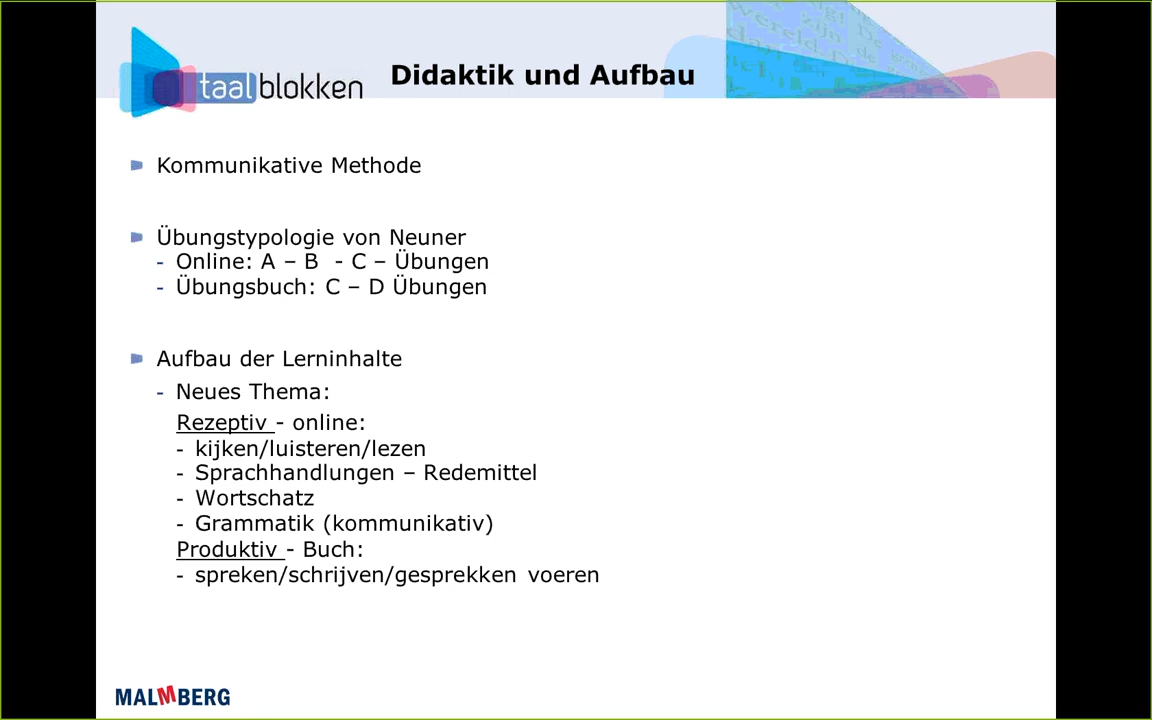 taalblokken
Didaktik und Aufbau
Kommunikative Methode
Übungstypologie von Neuner
- Online: A – B  - C – Übungen
- Übungsbuch: C – D Übungen
Aufbau der Lerninhalte
- Neues Thema:
Rezeptiv - online:
- kijken/luisteren/lezen
- Sprachhandlungen – Redemittel
- Wortschatz
- Grammatik (kommunikativ)
Produktiv - Buch:
- spreken/schrijven/gesprekken voeren
MALMBERG